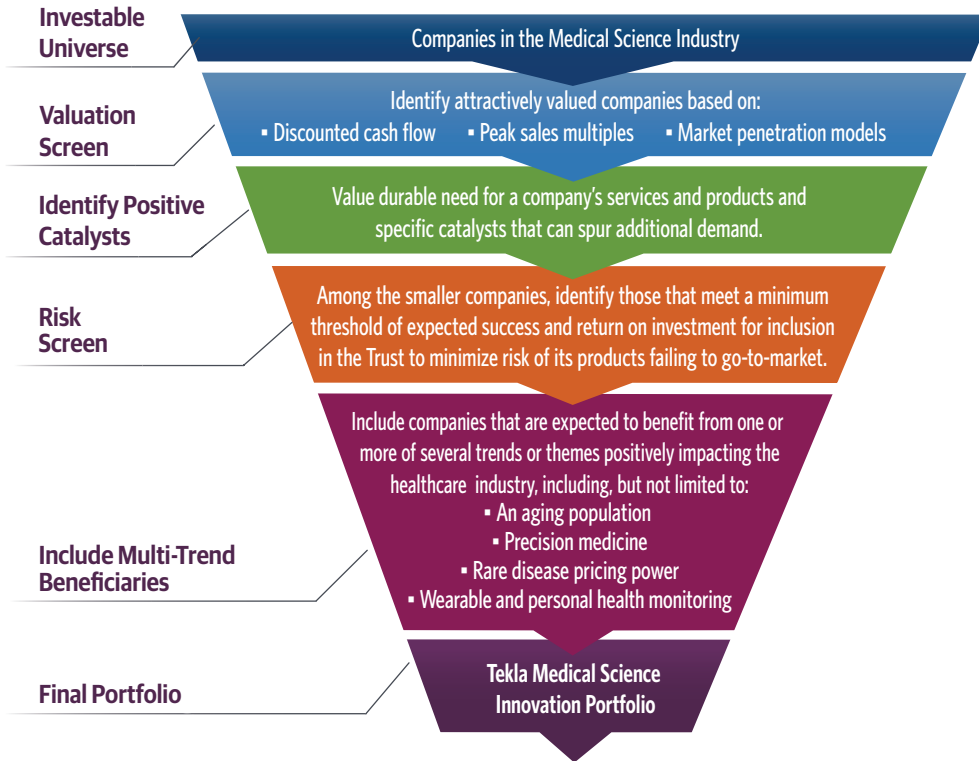 Investable
Universe
Companies in the Medical Science Industry
Valuation
Screen
Identify attractively valued companies based on:
▪ Discounted cash flow ▪ Peak sales multiples ▪ Market penetration models
Identify Positive
Catalysts
Value durable need for a company’s services and products and
specific catalysts that can spur additional demand.
Risk
Screen
Among the smaller companies, identify those that meet a minimum
threshold of expected success and return on investment for inclusion
in the Trust to minimize risk of its products failing to go-to-market.
Include Multi-Trend
Beneficiaries
Include companies that are expected to benefit from one or
more of several trends or themes positively impacting the
healthcare industry, including, but not limited to:
▪ An aging population
▪ Precision medicine
▪ Rare disease pricing power
▪ Wearable and personal health monitoring
Final Portfolio
Tekla Medical Science
Innovation Portfolio